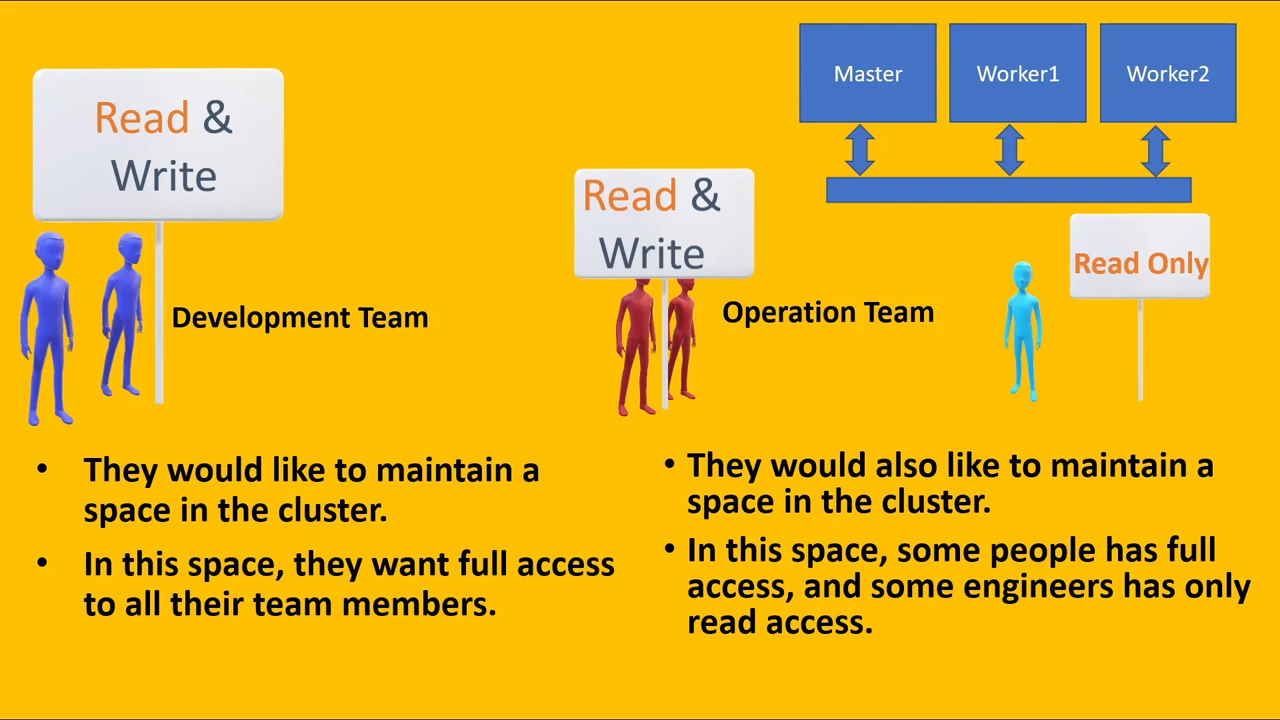 Master
Worker1
Worker2
Read &
Write
Read &
Write
Read Only
Development Team
Operation Team
• They would like to maintain a
space in the cluster.
• In this space, they want full access
to all their team members.
• They would also like to maintain a
space in the cluster.
• In this space, some people has full
access, and some engineers has only
read access.